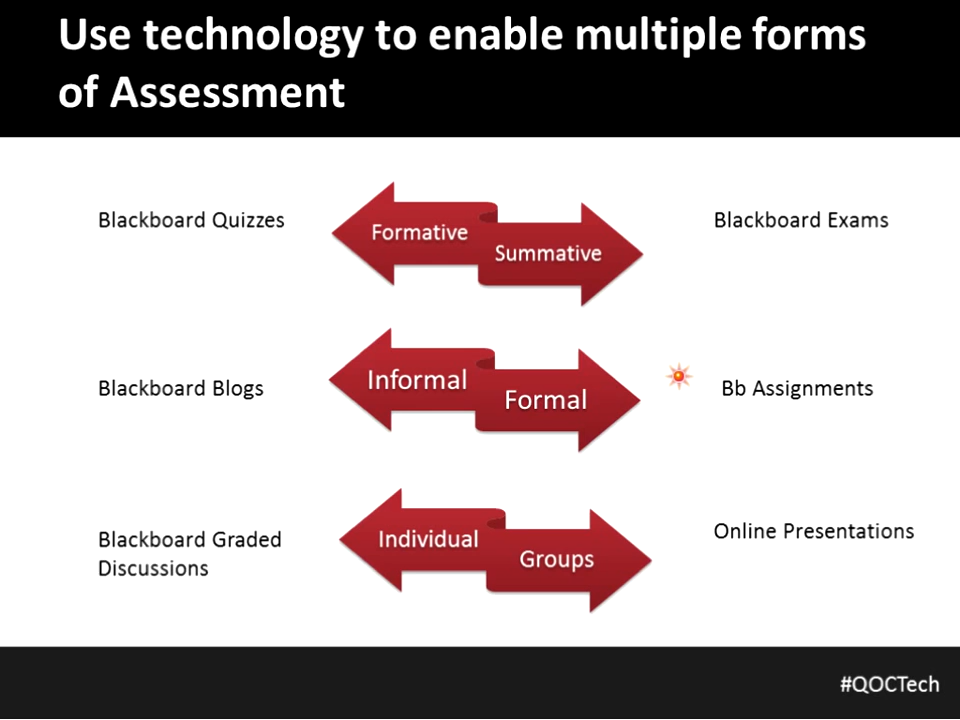 Use technology to enable multiple forms
of Assessment
Blackboard Quizzes
Formative
Summative
Blackboard Exams
Blackboard Blogs
Informal
Formal
Bb Assignments
Blackboard Graded
Discussions
Individual
Groups
Online Presentations
#QOCTech